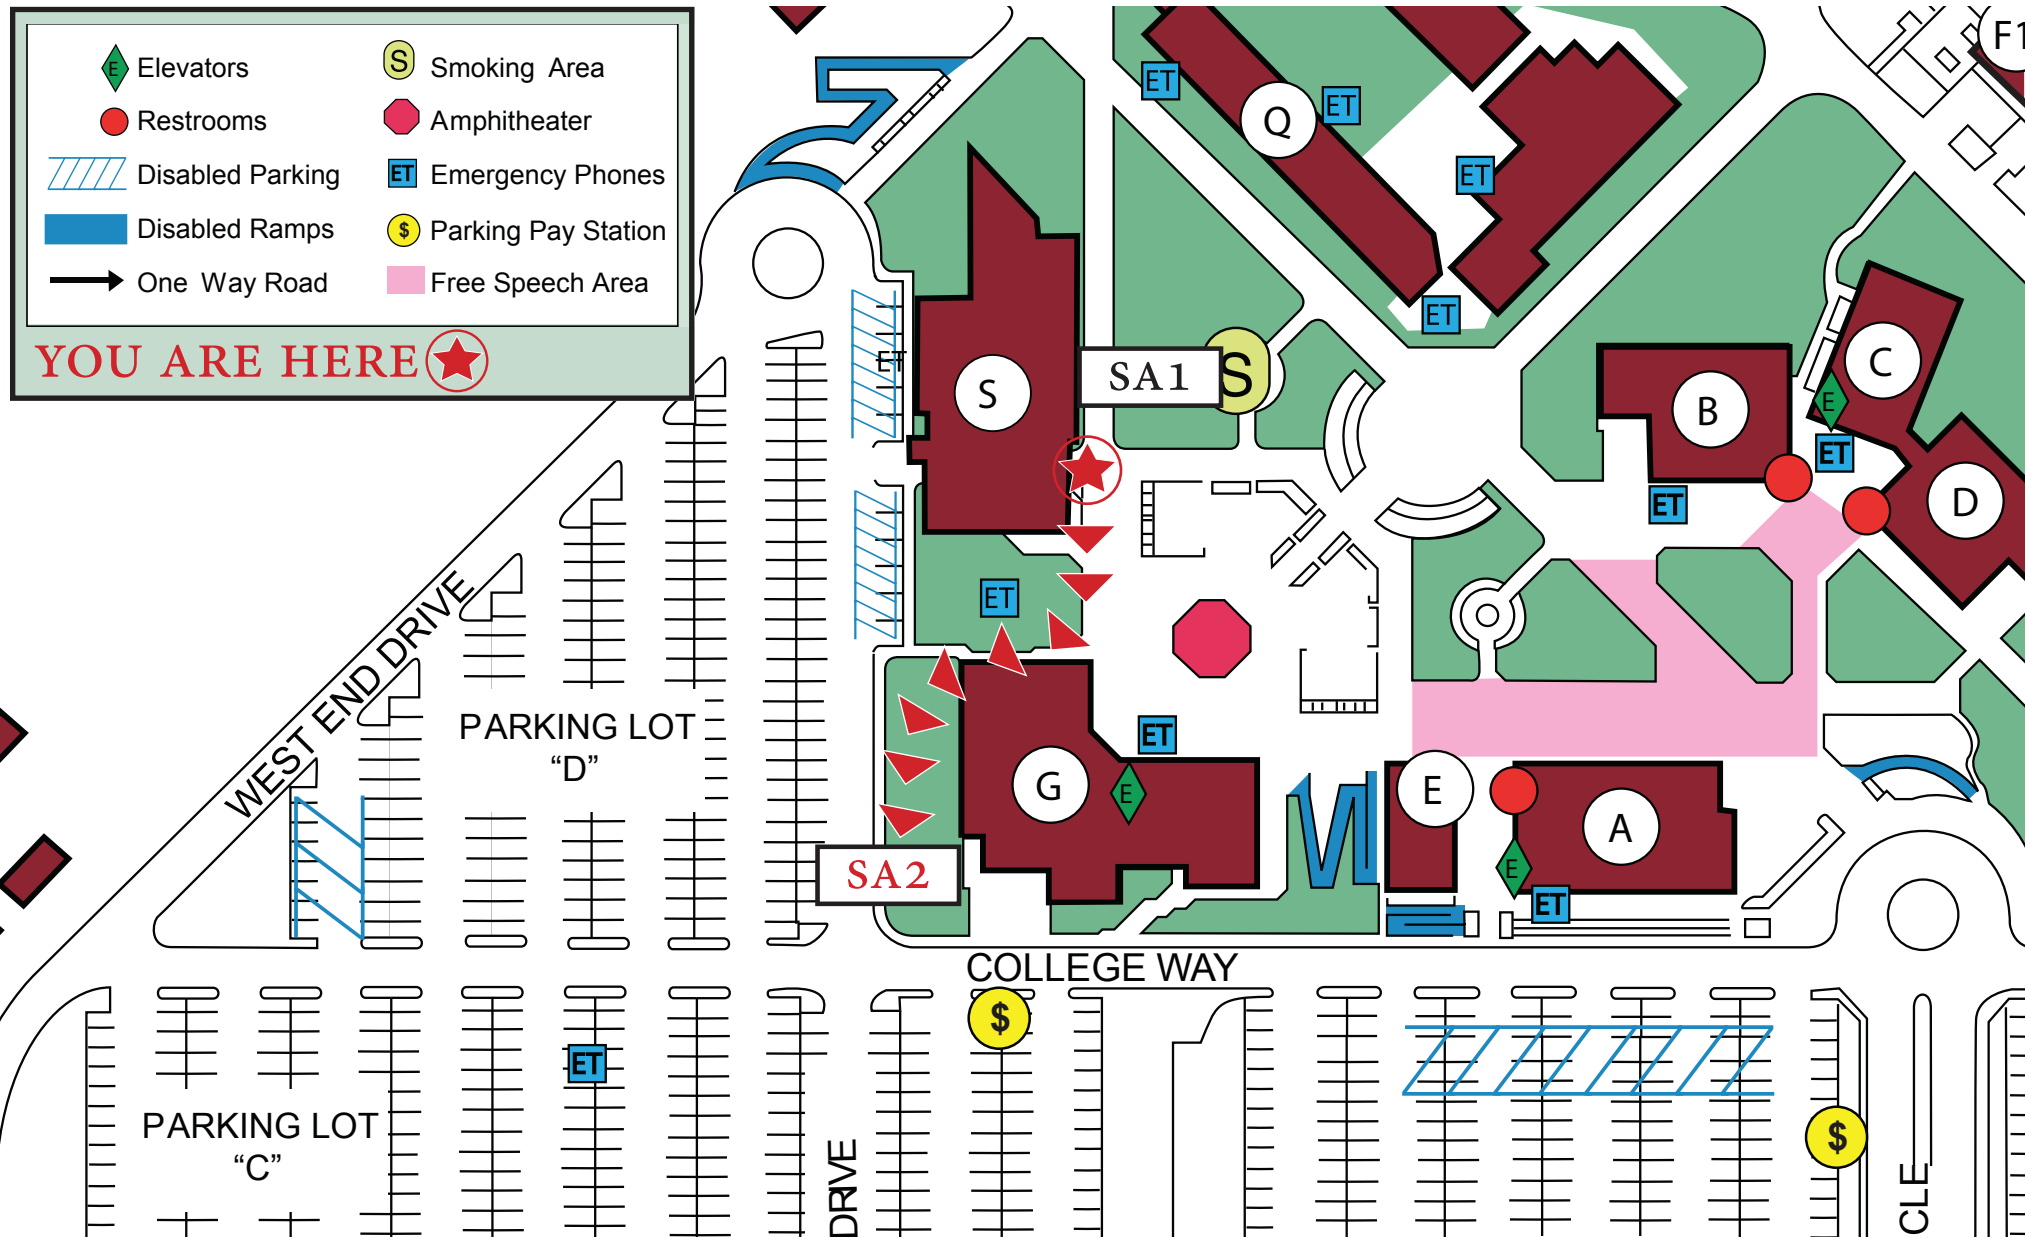 E Elevators
S Smoking Area
Restrooms
Amphitheater
Disabled Parking
ET Emergency Phones
Disabled Ramps
$ Parking Pay Station
One Way Road
Free Speech Area
YOU ARE HERE
F1
ET
ET
Q
ET
ET
ET
S
SA1
S
B
C
E
ET
ET
D
ET
WEST END DRIVE
PARKING LOT
“D”
ET
G
E
E
A
E
ET
SA2
COLLEGE WAY
$
ET
PARKING LOT
“C”
DRIVE
$
CLE